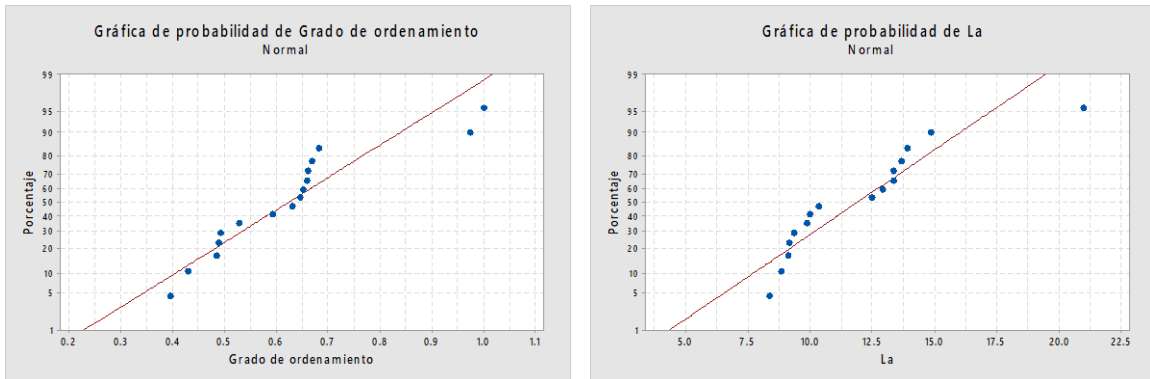 Gráfica de probabilidad de Grado de ordenamiento
Normal
99
95
90
80
70
60
50
40
30
20
10
5
1
Porcentaje
0.2 0.3 0.4 0.5 0.6 0.7 0.8 0.9 1.0 1.1
Grado de ordenamiento
Gráfica de probabilidad de La
Normal
99
95
90
80
70
60
50
40
30
20
10
5
1
Porcentaje
5.0 7.5 10.0 12.5 15.0 17.5 20.0 22.5
La